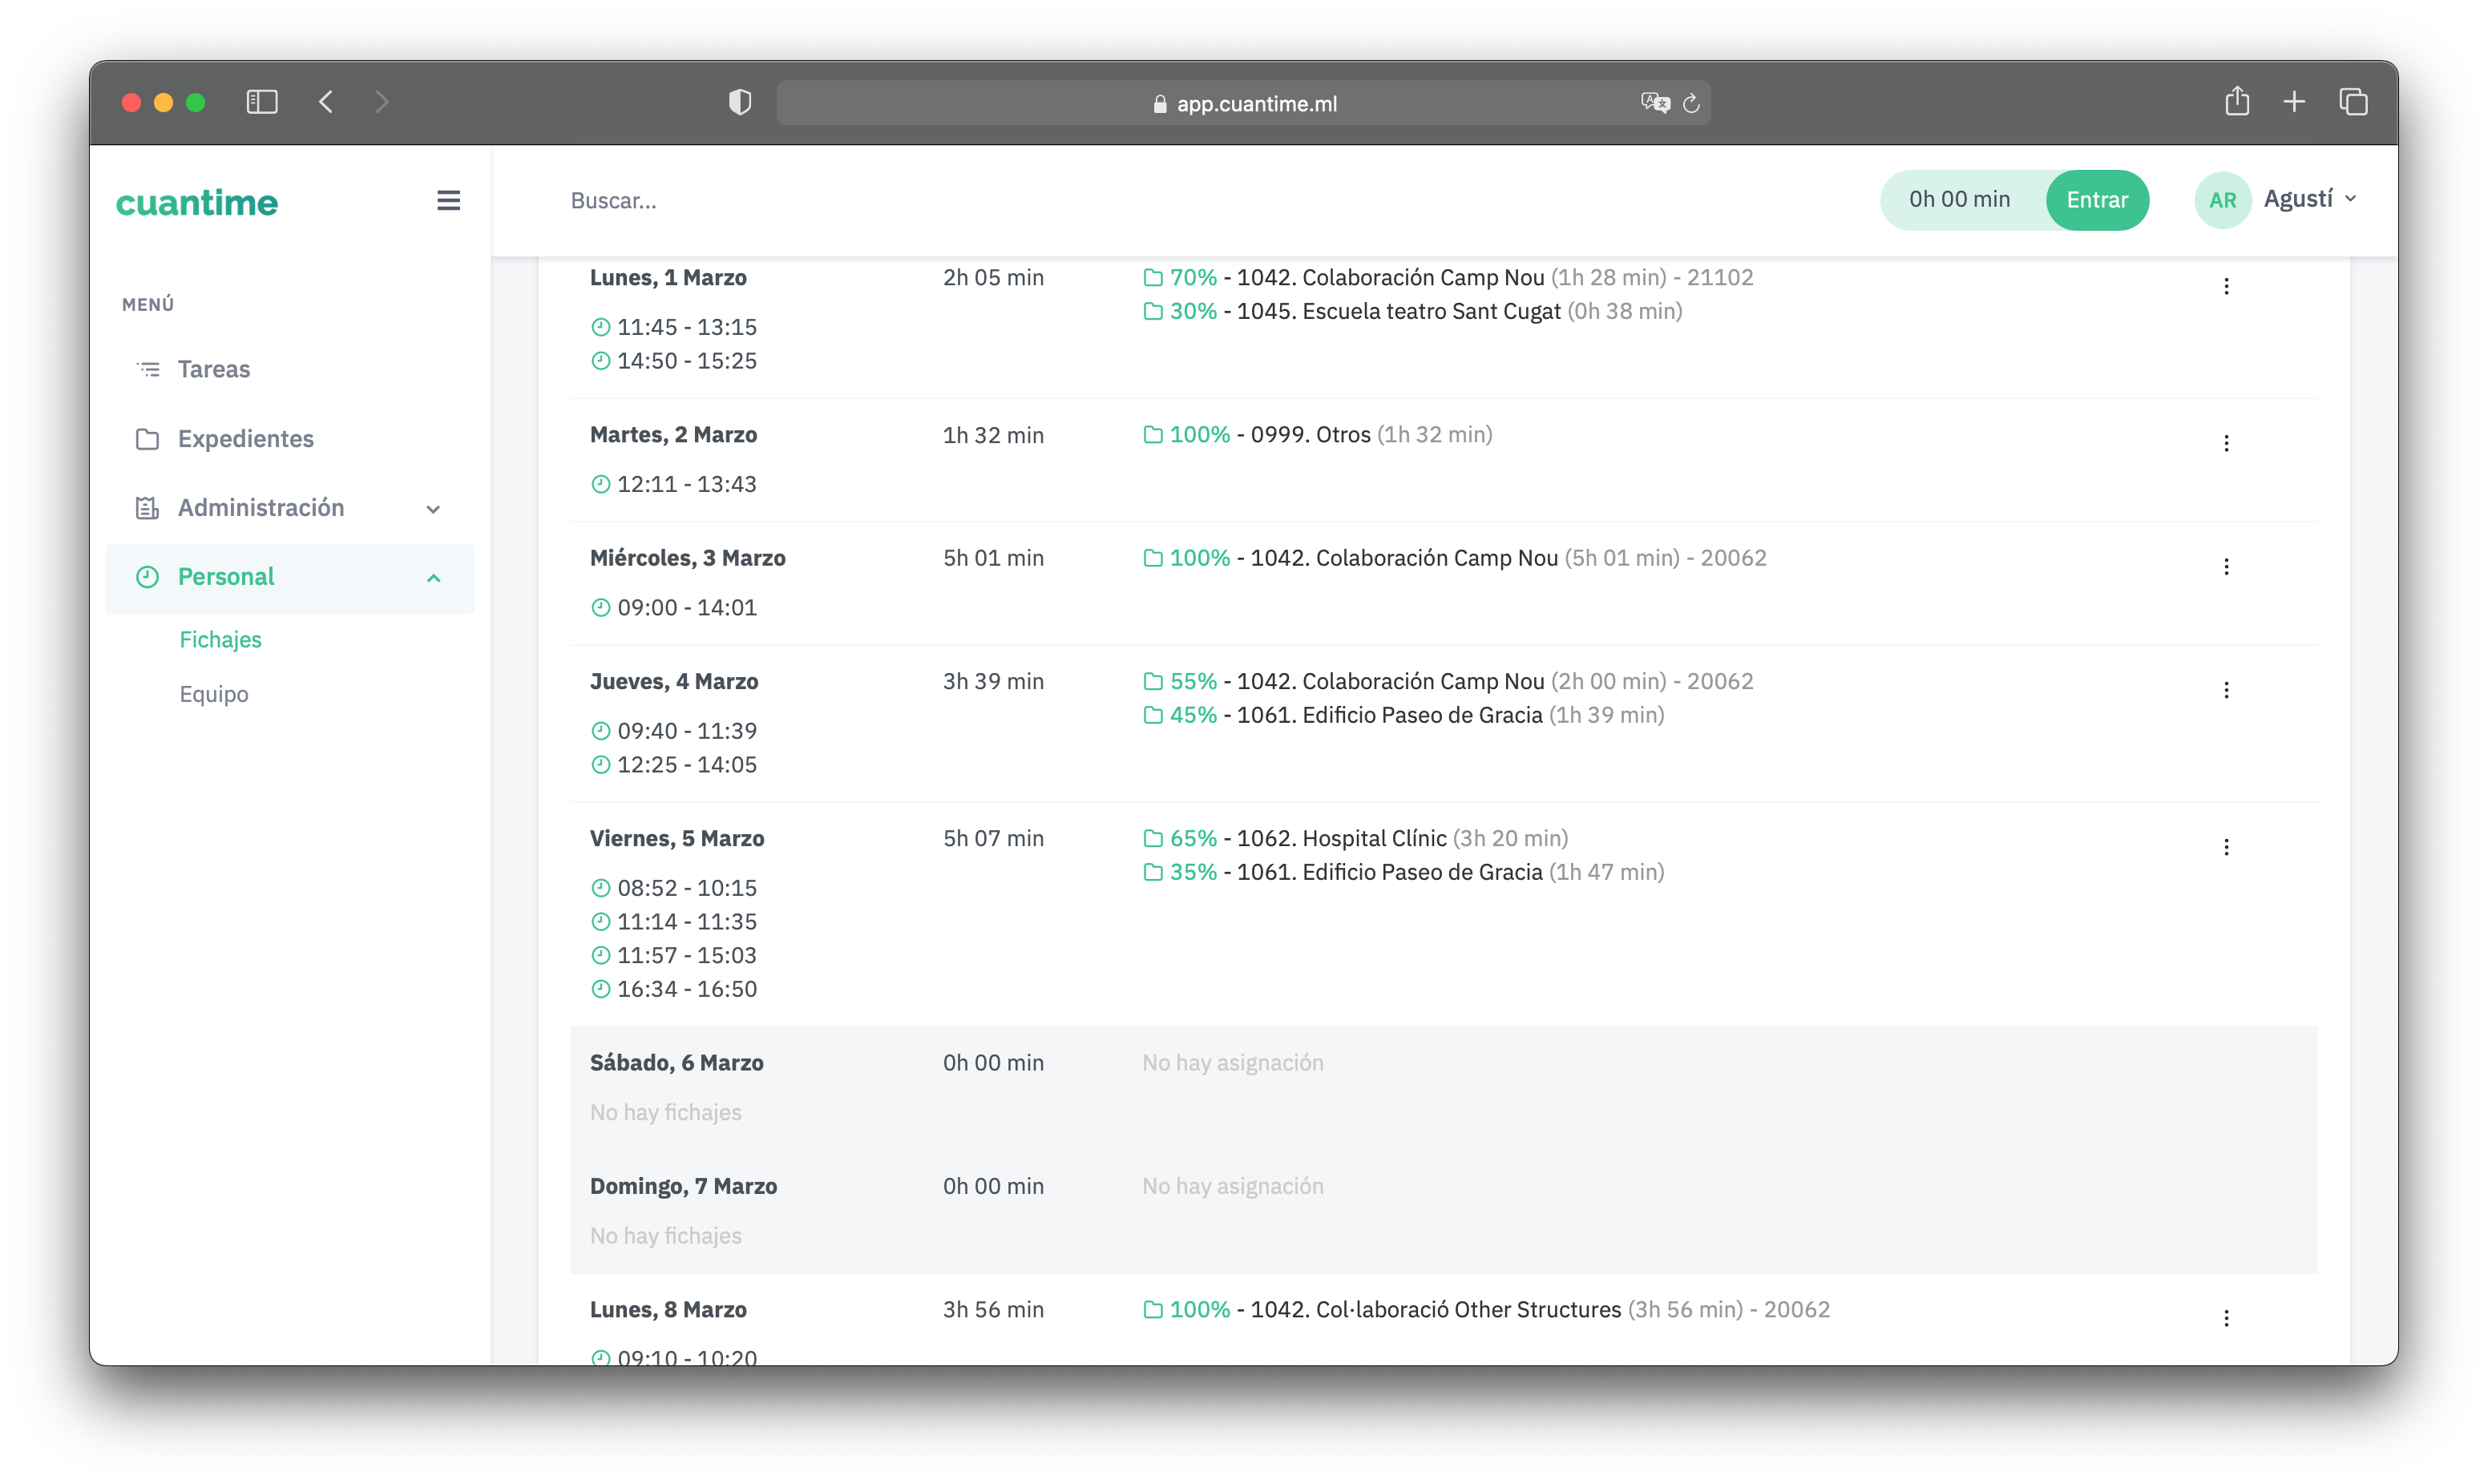 app.cuantime.ml
cuantime
Buscar...
0h 00 min
Entrar
AR
Agustí
MENÚ
Tareas
Expedientes
Administración
Personal
Fichajes
Equipo
Lunes, 1 Marzo
2h 05 min
70% - 1042. Colaboración Camp Nou (1h 28 min) - 21102
30% - 1045. Escuela teatro Sant Cugat (0h 38 min)
11:45 - 13:15
14:50 - 15:25
Martes, 2 Marzo
1h 32 min
100% - 0999. Otros (1h 32 min)
12:11 - 13:43
Miércoles, 3 Marzo
5h 01 min
100% - 1042. Colaboración Camp Nou (5h 01 min) - 20062
09:00 - 14:01
Jueves, 4 Marzo
3h 39 min
55% - 1042. Colaboración Camp Nou (2h 00 min) - 20062
45% - 1061. Edificio Paseo de Gracia (1h 39 min)
09:40 - 11:39
12:25 - 14:05
Viernes, 5 Marzo
5h 07 min
65% - 1062. Hospital Clínic (3h 20 min)
35% - 1061. Edificio Paseo de Gracia (1h 47 min)
08:52 - 10:15
11:14 - 11:35
11:57 - 15:03
16:34 - 16:50
Sábado, 6 Marzo
0h 00 min
No hay asignación
No hay fichajes
Domingo, 7 Marzo
0h 00 min
No hay asignación
No hay fichajes
Lunes, 8 Marzo
3h 56 min
100% - 1042. Col·laboració Other Structures (3h 56 min) - 20062
09:10 - 10:20